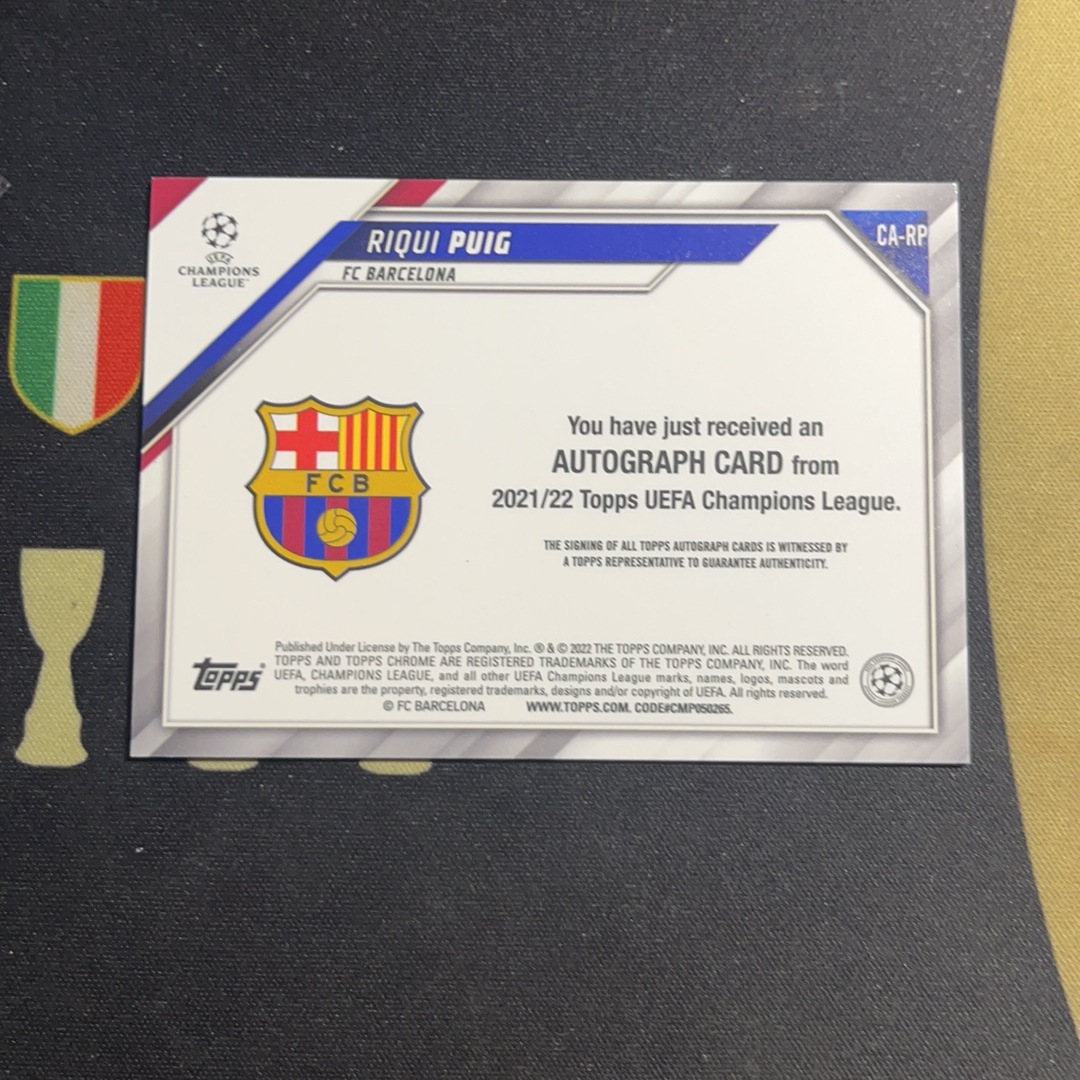 RIQUI PUIG
CA-RP
FC BARCELONA
UEFA
CHAMPIONS
LEAGUE
FCB
You have just received an
AUTOGRAPH CARD from
2021/22 Topps UEFA Champions League.
THE SIGNING OF ALL TOPPS AUTOGRAPH CARDS IS WITNESSED BY
A TOPPS REPRESENTATIVE TO GUARANTEE AUTHENTICITY.
Topps
Published Under License by The Topps Company, Inc. ® & © 2022 THE TOPPS COMPANY, INC. ALL RIGHTS RESERVED.
TOPPS AND TOPPS CHROME ARE REGISTERED TRADEMARKS OF THE TOPPS COMPANY, INC. The word
UEFA, CHAMPIONS LEAGUE, and all other UEFA Champions League marks, names, logos, mascots and
trophies are the property, registered trademarks, designs and/or copyright of UEFA. All rights reserved.
© FC BARCELONA WWW.TOPPS.COM. CODE#CMP050265.